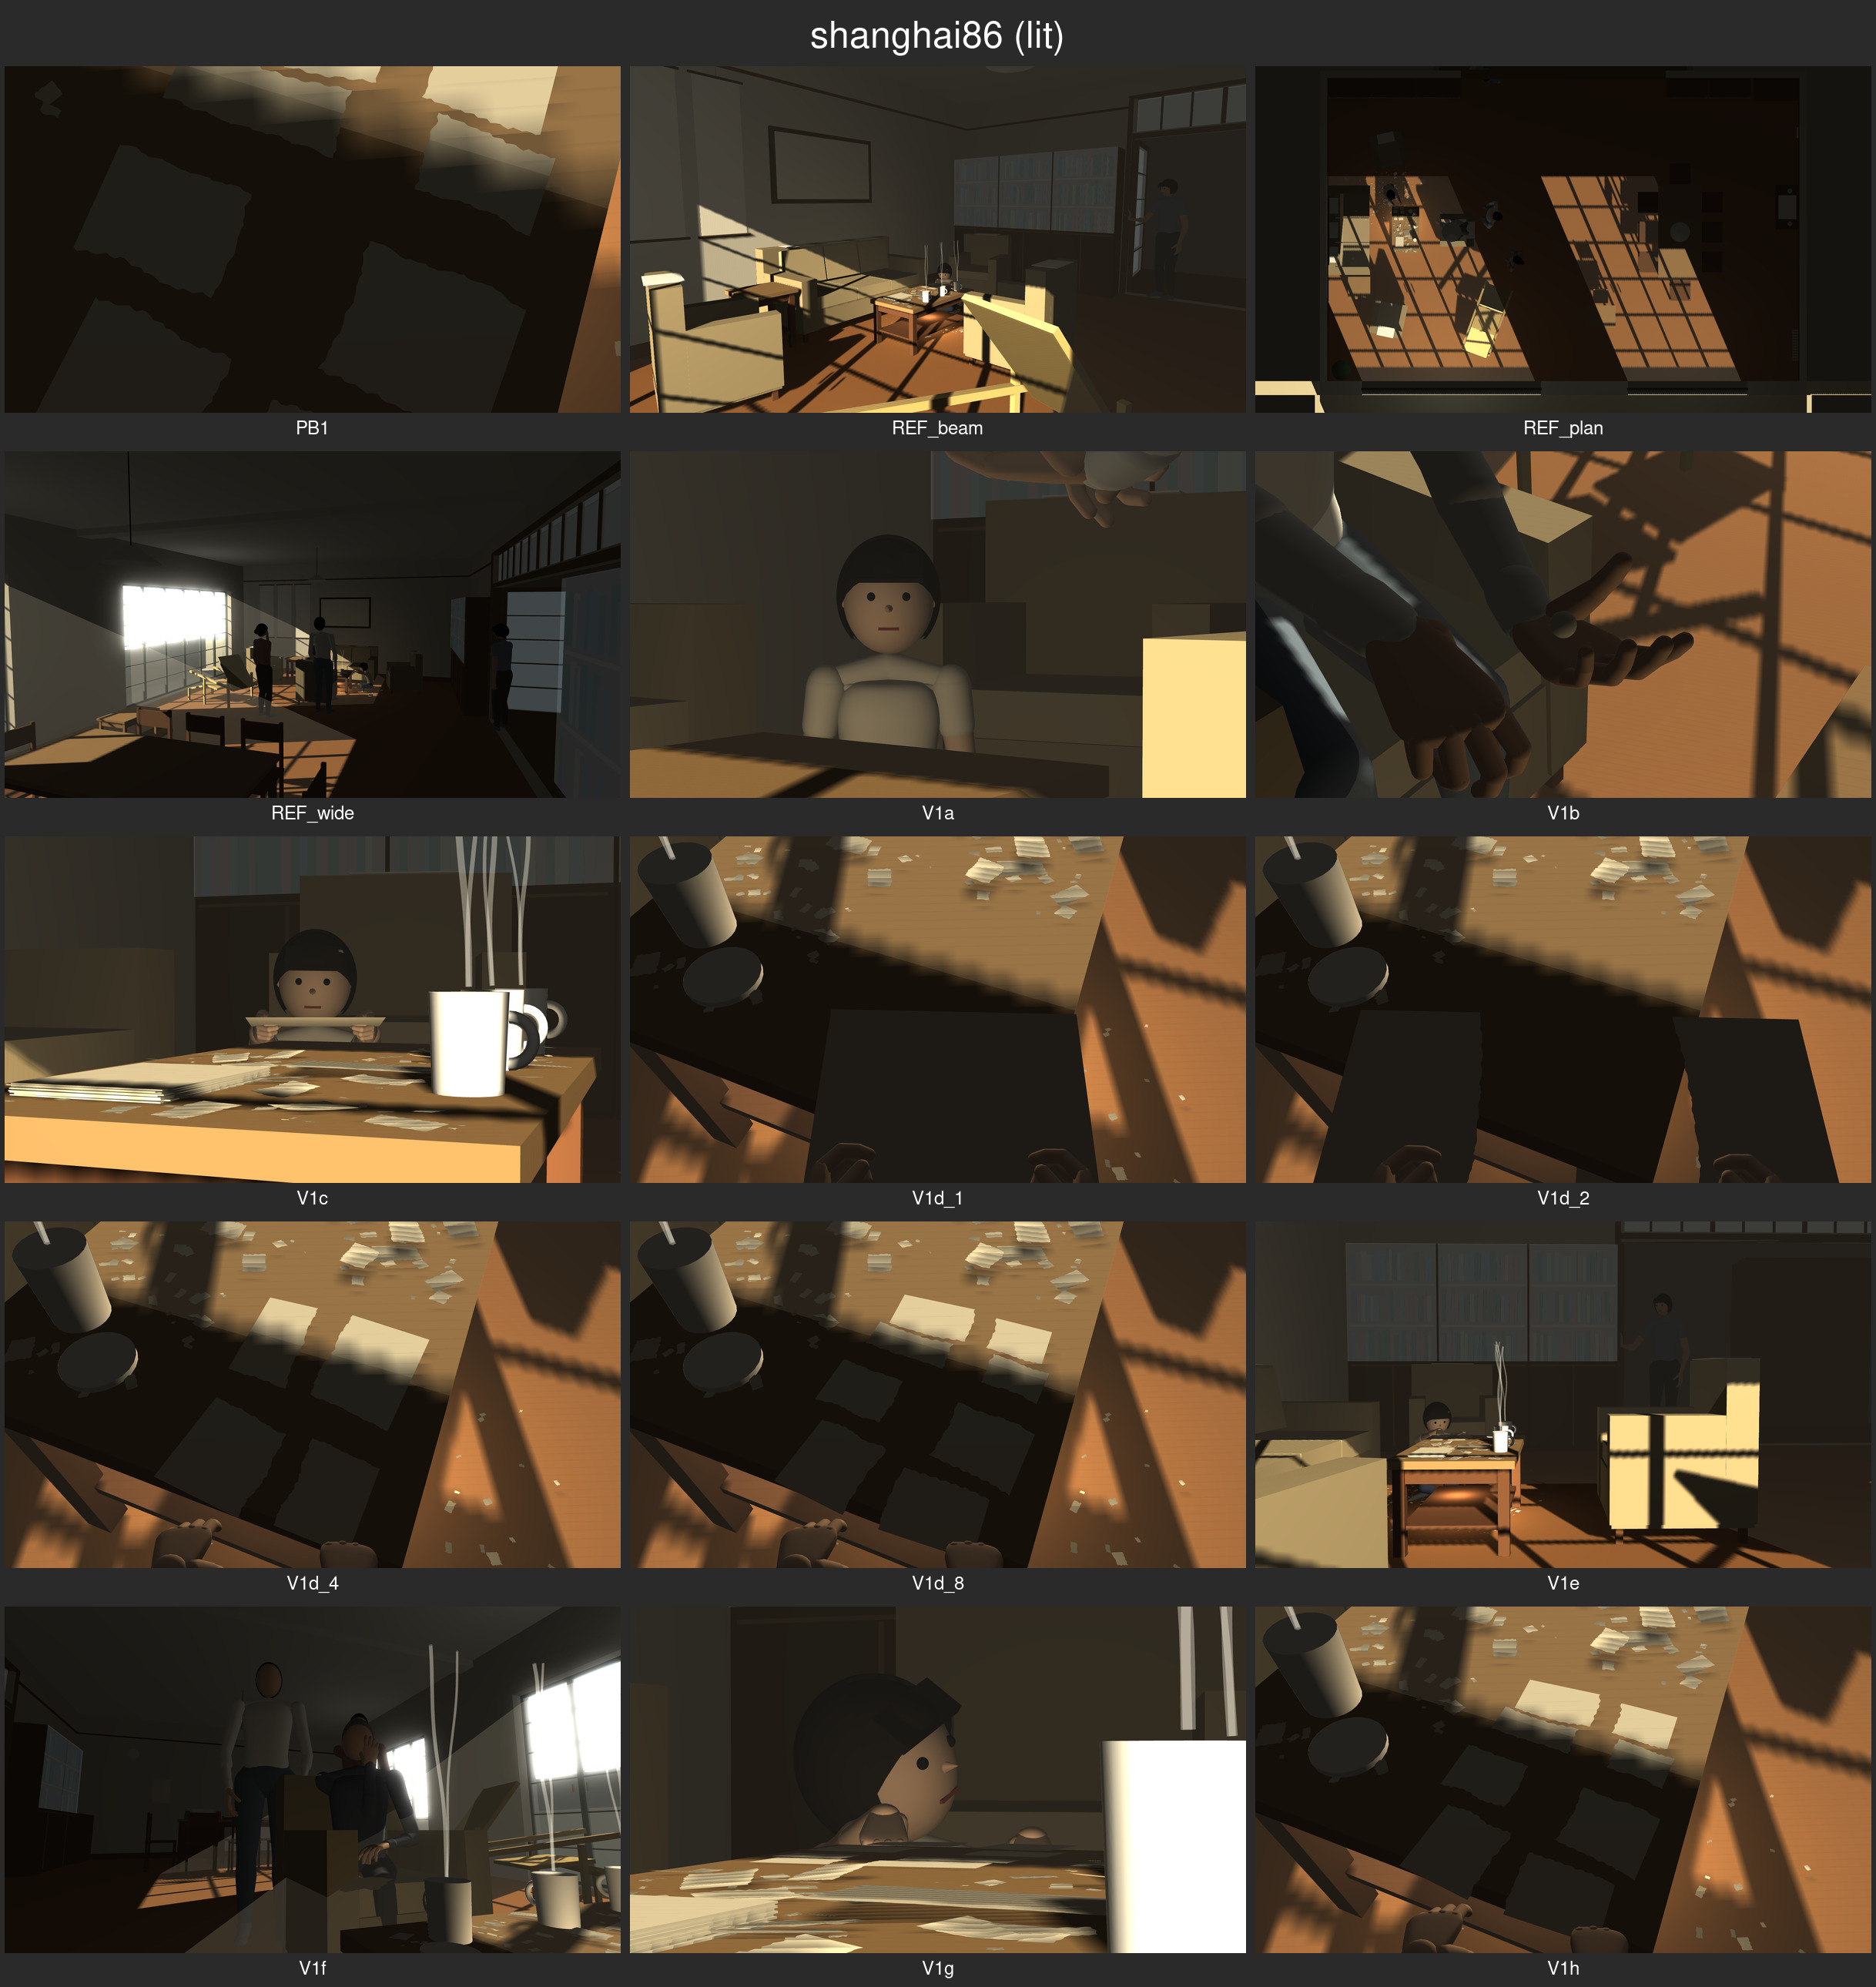 shanghai86 (lit)
PB1
REF_beam
REF_plan
REF_wide
V1a
V1b
V1c
V1d_1
V1d_2
V1d_4
V1d_8
V1e
V1f
V1g
V1h